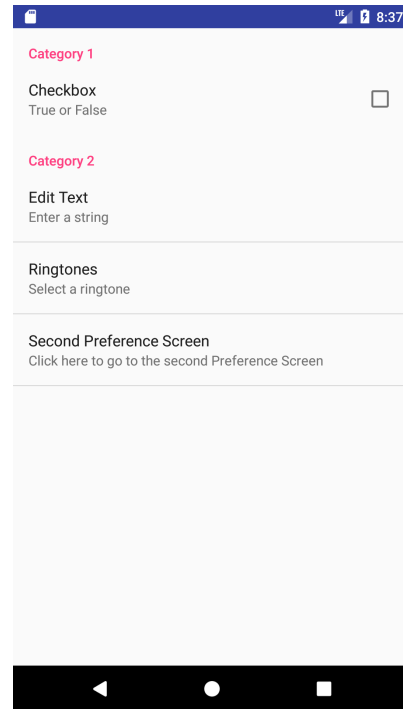 LTE 8:37
Category 1
Checkbox
True or False
Category 2
Edit Text
Enter a string
Ringtones
Select a ringtone
Second Preference Screen
Click here to go to the second Preference Screen